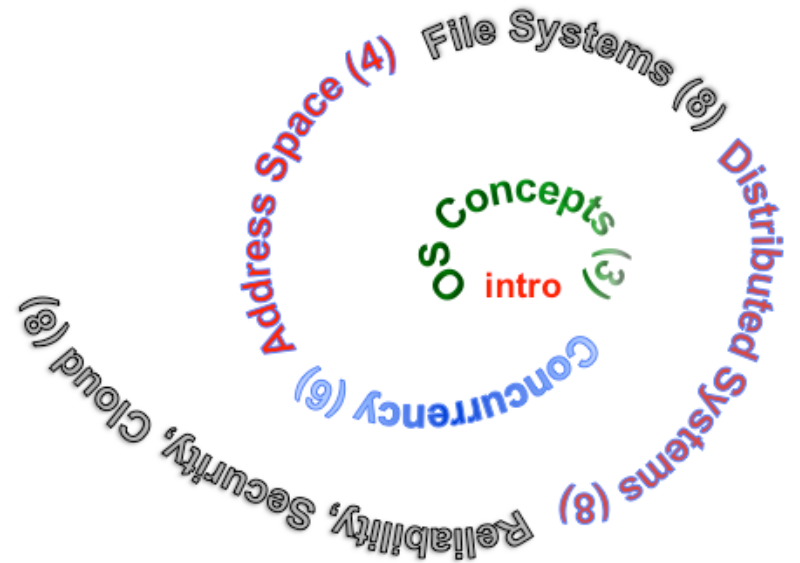 intro
OS Concepts (3)
Concurrency (6)
Address Space (4)
File Systems (8)
Distributed Systems (8)
Reliability, Security, Cloud (8)